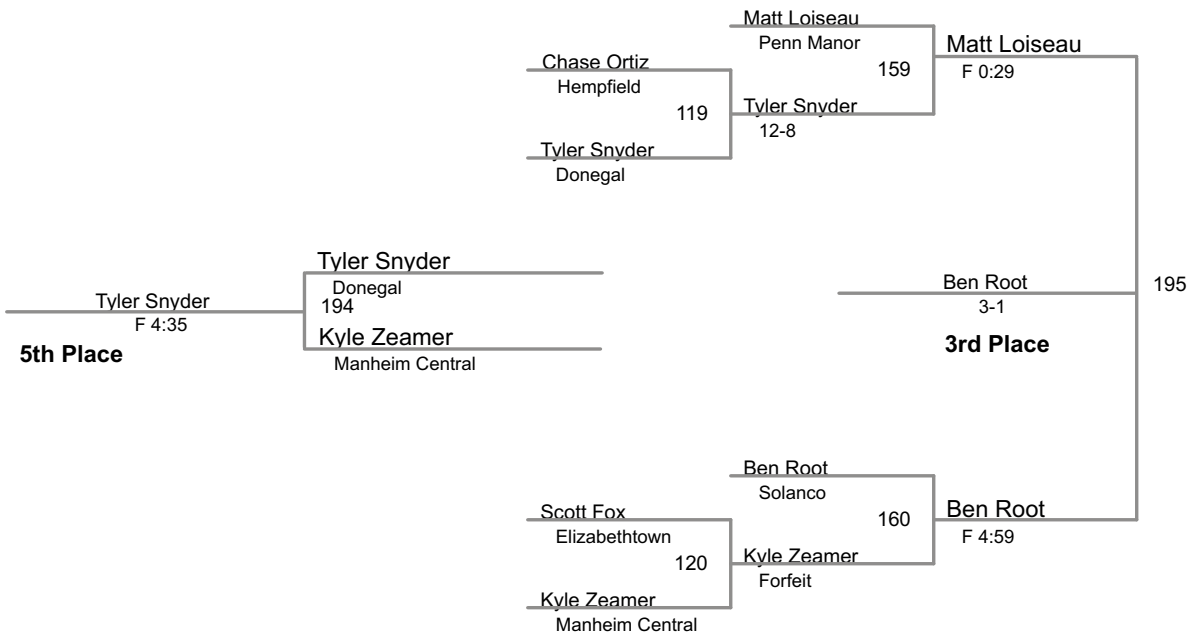 Matt Loiseau
Penn Manor
Matt Loiseau
Chase Ortiz
Hempfield
159
F 0:29
119
Tyler Snyder
12-8
Tyler Snyder
Donegal
Tyler Snyder
Donegal
Tyler Snyder
194
F 4:35
Kyle Zeamer
5th Place
Manheim Central
Ben Root
195
3-1
3rd Place
Ben Root
Solanco
Scott Fox
Elizabethtown
160
Ben Root
F 4:59
120
Kyle Zeamer
Forfeit
Kyle Zeamer
Manheim Central